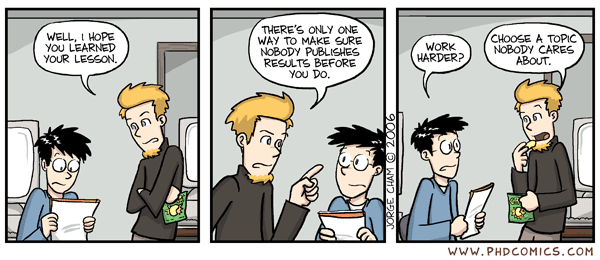 WELL, I HOPE
YOU LEARNED
YOUR LESSON.
THERE'S ONLY ONE
WAY TO MAKE SURE
NOBODY PUBLISHES
RESULTS BEFORE
YOU DO.
JORGE CHAM © 2006
WORK
HARDER?
CHOOSE A TOPIC
NOBODY CARES
ABOUT.
WWW.PHDCOMICS.COM